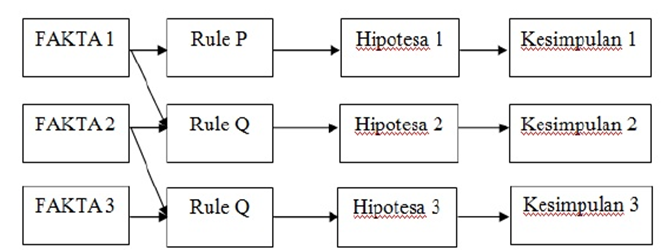 FAKTA 1 Rule P Hipotesa 1 Kesimpulan 1
FAKTA 2 Rule Q Hipotesa 2 Kesimpulan 2
FAKTA 3 Rule Q Hipotesa 3 Kesimpulan 3